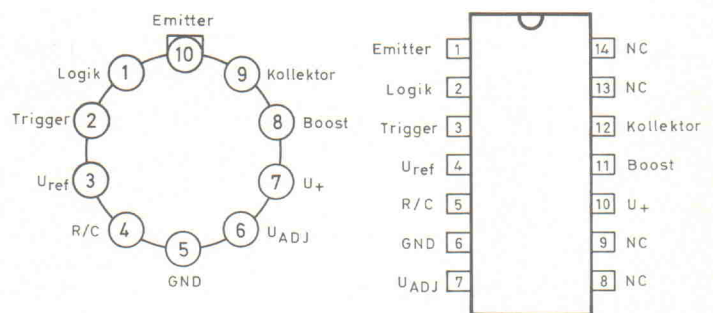 Emitter
10
Logik 1
9 Kollektor
Trigger 2
8 Boost
Uref 3
7 U+
R/C 4
6 UADJ
5
GND
Emitter 1
14 NC
Logik 2
13 NC
Trigger 3
12 Kollektor
Uref 4
11 Boost
R/C 5
10 U+
GND 6
9 NC
UADJ 7
8 NC